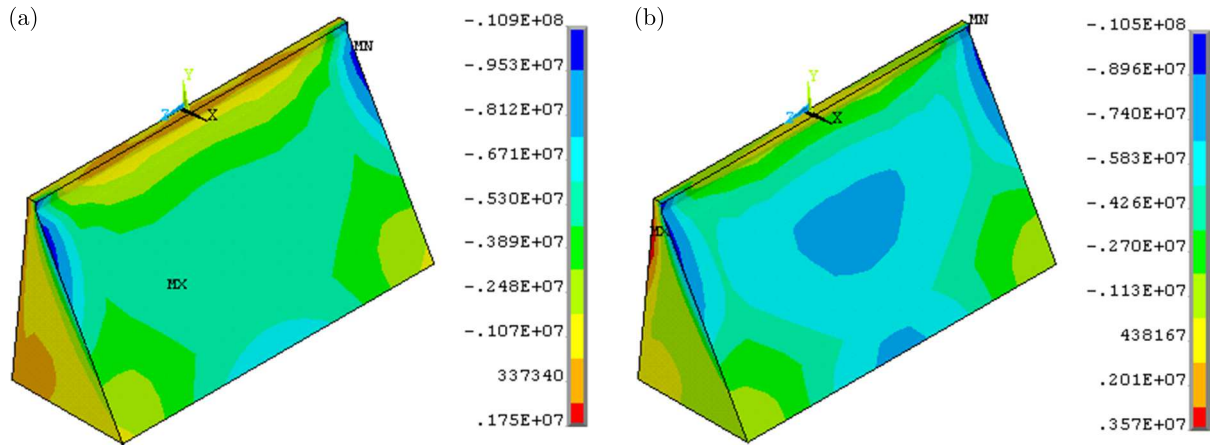 (a)
MN
Y
Z
X
MX
-.109E+08
-.953E+07
-.812E+07
-.671E+07
-.530E+07
-.389E+07
-.248E+07
-.107E+07
337340
.175E+07
(b)
MN
Y
Z
X
MX
-.105E+08
-.896E+07
-.740E+07
-.583E+07
-.426E+07
-.270E+07
-.113E+07
438167
.201E+07
.357E+07